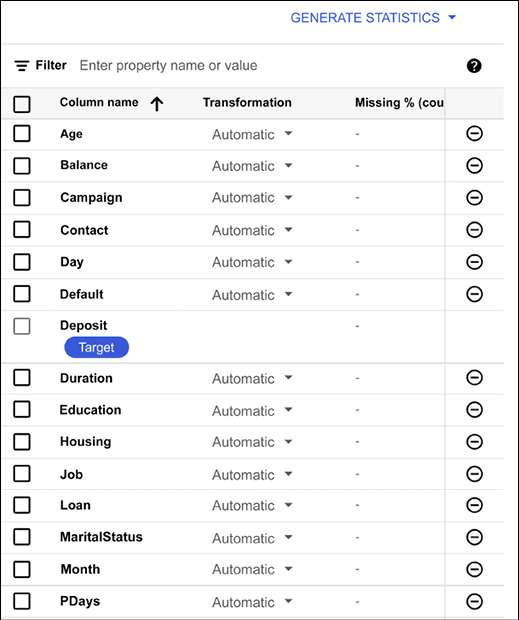 GENERATE STATISTICS
Filter Enter property name or value ?
Column name Transformation Missing % (cou
Age Automatic -
Balance Automatic -
Campaign Automatic -
Contact Automatic -
Day Automatic -
Default Automatic -
Deposit -
Target
Duration Automatic -
Education Automatic -
Housing Automatic -
Job Automatic -
Loan Automatic -
MaritalStatus Automatic -
Month Automatic -
PDays Automatic -